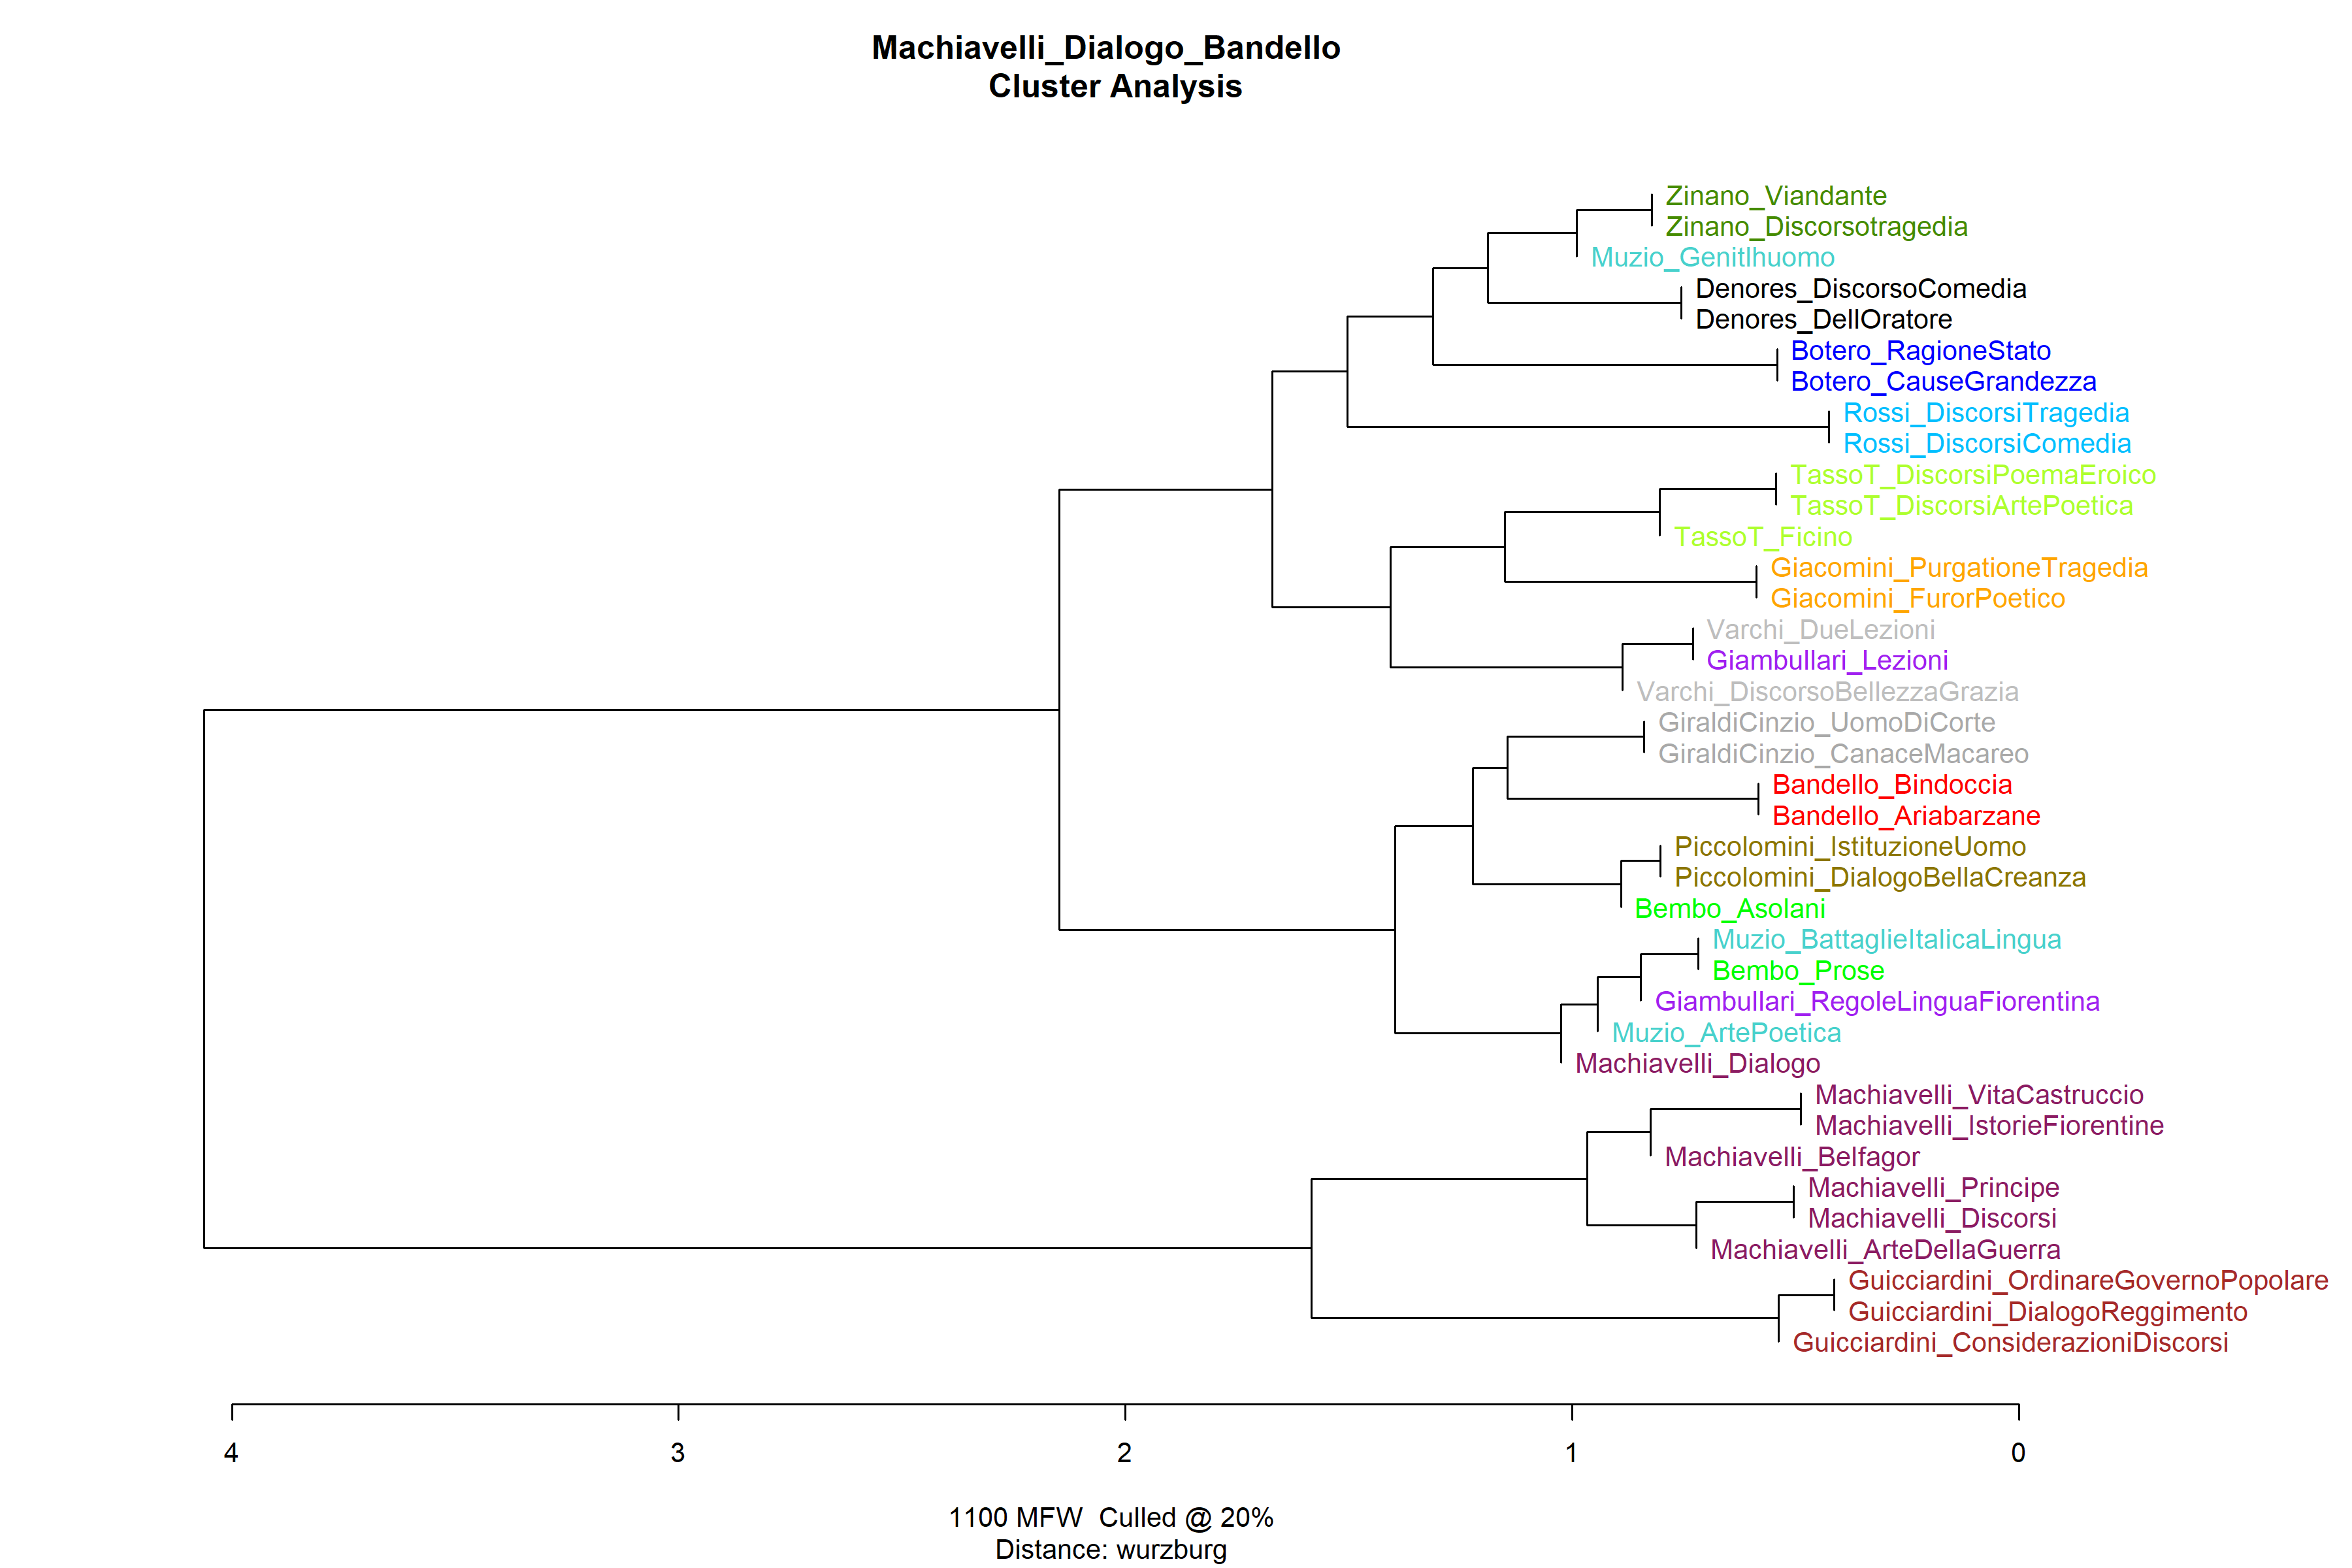 Machiavelli_Dialogo_Bandello
Cluster Analysis
Zinano_Viandante
Zinano_Discorsotragedia
Muzio_Genitlhuomo
Denores_DiscorsoComedia
Denores_DellOratore
Botero_RagioneStato
Botero_CauseGrandezza
Rossi_DiscorsiTragedia
Rossi_DiscorsiComedia
TassoT_DiscorsiPoemaEroico
TassoT_DiscorsiArtePoetica
TassoT_Ficino
Giacomini_PurgationeTragedia
Giacomini_FurorPoetico
Varchi_DueLezioni
Giambullari_Lezioni
Varchi_DiscorsoBellezzaGrazia
GiraldiCinzio_UomoDiCorte
GiraldiCinzio_CanaceMacareo
Bandello_Bindoccia
Bandello_Ariabarzane
Piccolomini_IstituzioneUomo
Piccolomini_DialogoBellaCreanza
Bembo_Asolani
Muzio_BattaglieItalicaLingua
Bembo_Prose
Giambullari_RegoleLinguaFiorentina
Muzio_ArtePoetica
Machiavelli_Dialogo
Machiavelli_VitaCastruccio
Machiavelli_IstorieFiorentine
Machiavelli_Belfagor
Machiavelli_Principe
Machiavelli_Discorsi
Machiavelli_ArteDellaGuerra
Guicciardini_OrdinareGovernoPopolare
Guicciardini_DialogoReggimento
Guicciardini_ConsiderazioniDiscorsi
4 3 2 1 0
1100 MFW  Culled @ 20%
Distance: wurzburg